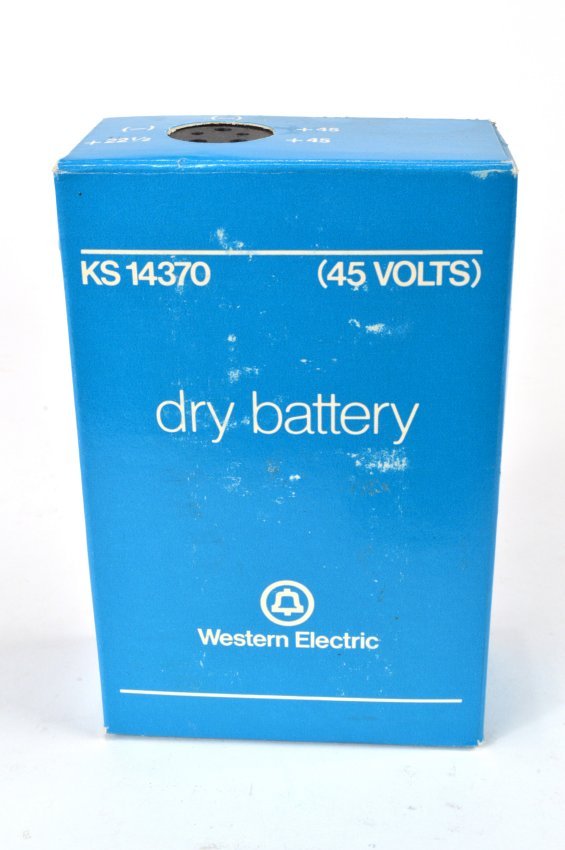 (–)
(–) +45
+22½ +45
KS 14370 (45 VOLTS)
dry battery
Western Electric